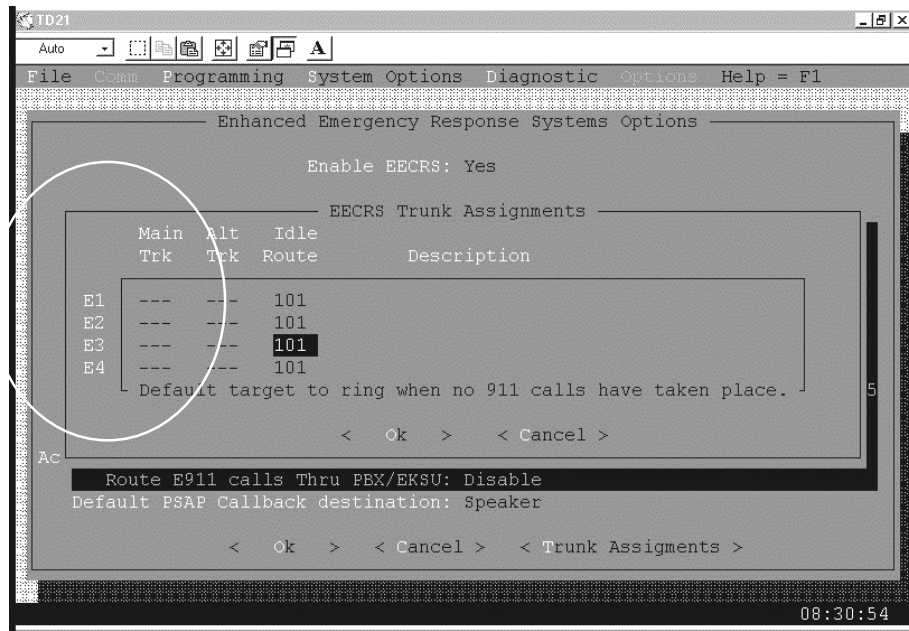 TD21
Auto
A
File Comm Programming System Options Diagnostic Options Help = F1
Enhanced Emergency Response Systems Options
Enable EECRS: Yes
EECRS Trunk Assignments
Main Alt Idle
Trk Trk Route Description
E1 --- --- 101
E2 --- --- 101
E3 --- --- 101
E4 --- --- 101
Default target to ring when no 911 calls have taken place.
5
< Ok > < Cancel >
Ac
Route E911 calls Thru PBX/EKSU: Disable
Default PSAP Callback destination: Speaker
< Ok > < Cancel > < Trunk Assigments >
08:30:54